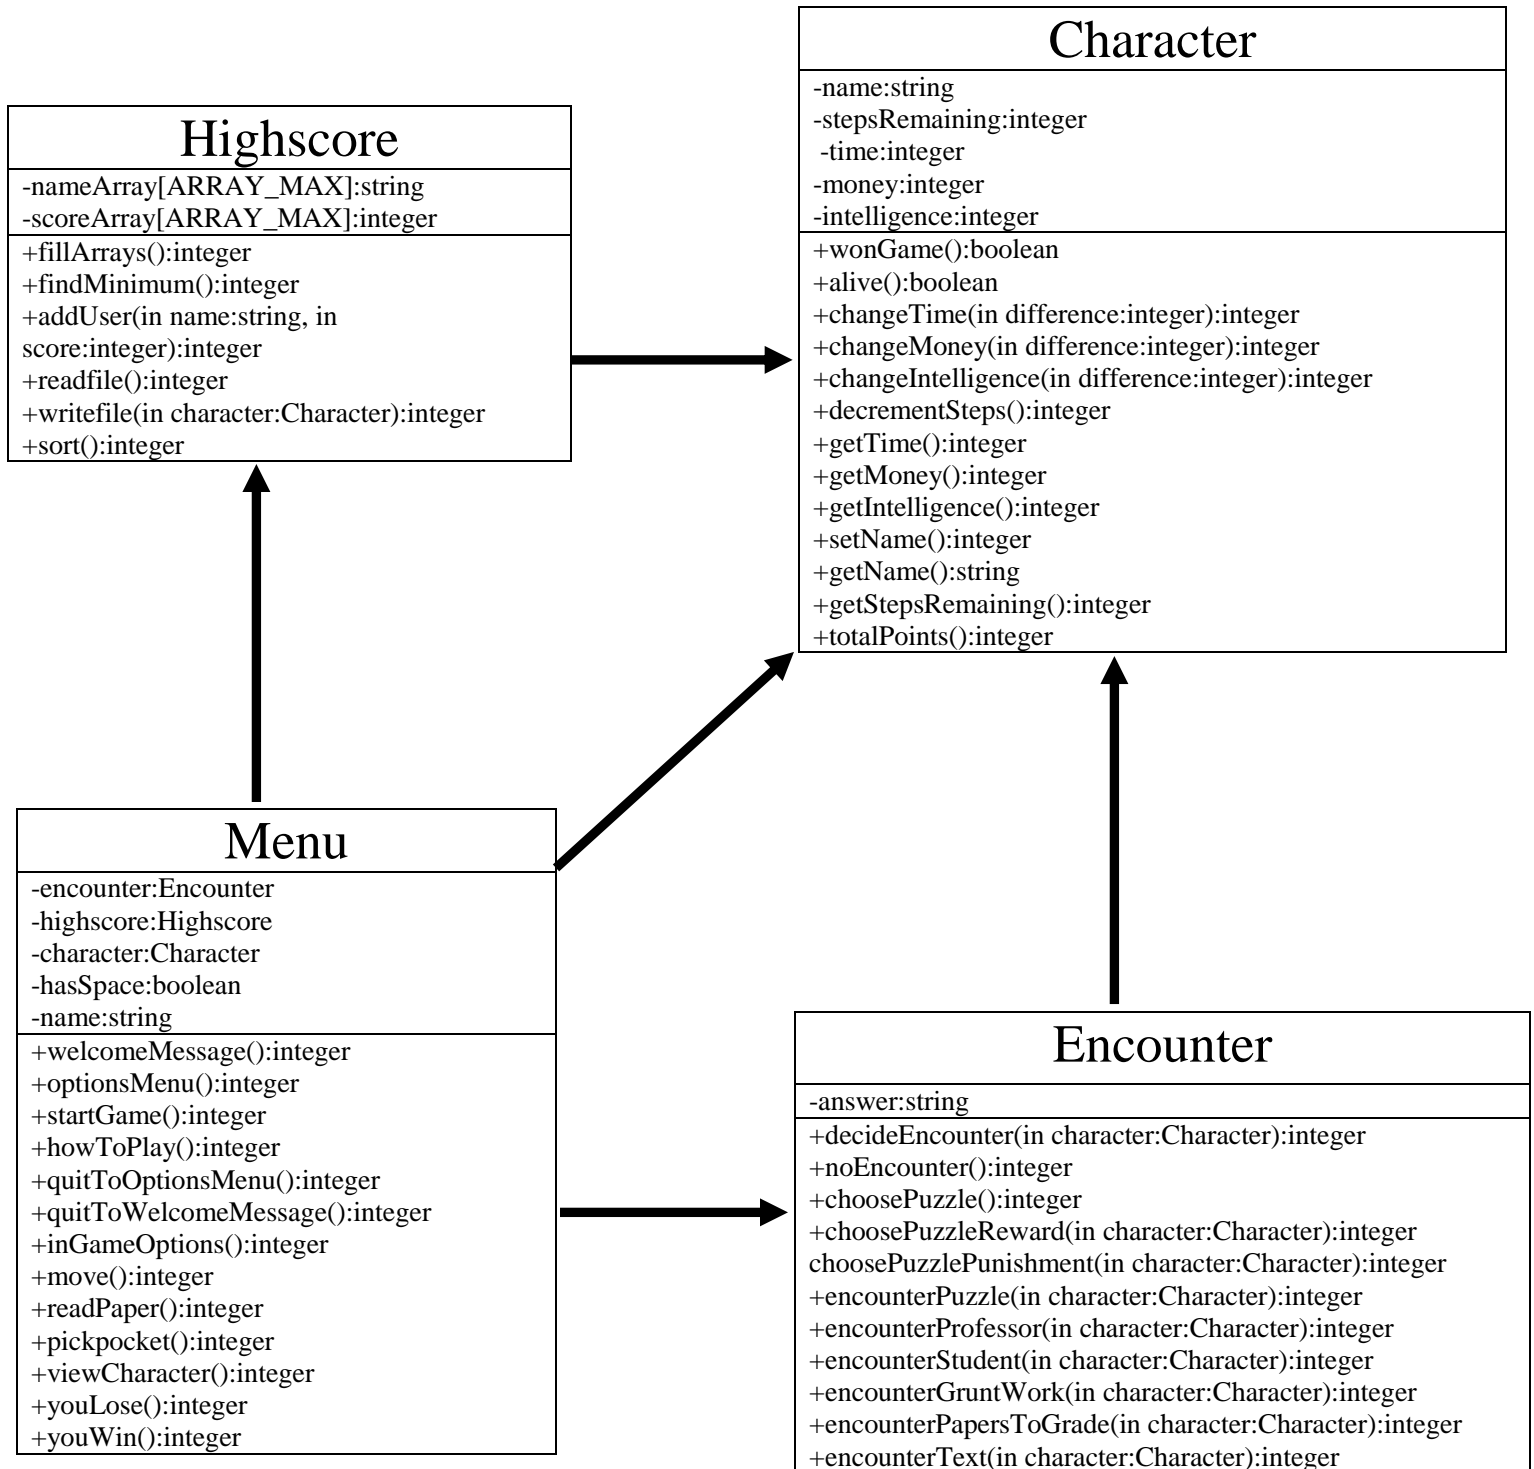 Character
-name:string
-stepsRemaining:integer
-time:integer
-money:integer
-intelligence:integer
+wonGame():boolean
+alive():boolean
+changeTime(in difference:integer):integer
+changeMoney(in difference:integer):integer
+changeIntelligence(in difference:integer):integer
+decrementSteps():integer
+getTime():integer
+getMoney():integer
+getIntelligence():integer
+setName():integer
+getName():string
+getStepsRemaining():integer
+totalPoints():integer
Highscore
-nameArray[ARRAY_MAX]:string
-scoreArray[ARRAY_MAX]:integer
+fillArrays():integer
+findMinimum():integer
+addUser(in name:string, in
score:integer):integer
+readfile():integer
+writefile(in character:Character):integer
+sort():integer
Menu
-encounter:Encounter
-highscore:Highscore
-character:Character
-hasSpace:boolean
-name:string
+welcomeMessage():integer
+optionsMenu():integer
+startGame():integer
+howToPlay():integer
+quitToOptionsMenu():integer
+quitToWelcomeMessage():integer
+inGameOptions():integer
+move():integer
+readPaper():integer
+pickpocket():integer
+viewCharacter():integer
+youLose():integer
+youWin():integer
Encounter
-answer:string
+decideEncounter(in character:Character):integer
+noEncounter():integer
+choosePuzzle():integer
+choosePuzzleReward(in character:Character):integer
choosePuzzlePunishment(in character:Character):integer
+encounterPuzzle(in character:Character):integer
+encounterProfessor(in character:Character):integer
+encounterStudent(in character:Character):integer
+encounterGruntWork(in character:Character):integer
+encounterPapersToGrade(in character:Character):integer
+encounterText(in character:Character):integer